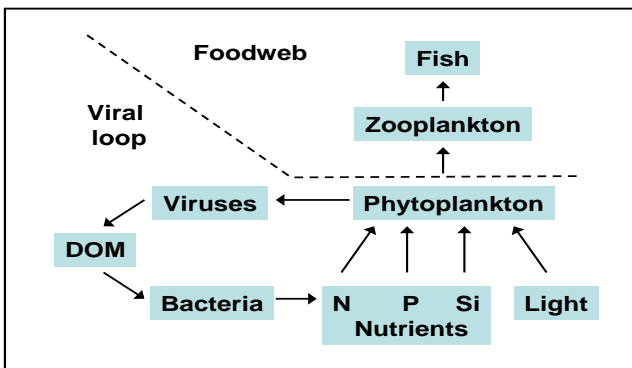 Foodweb
Fish
Viral
loop
Zooplankton
Viruses
Phytoplankton
DOM
Bacteria
N P Si
Nutrients
Light